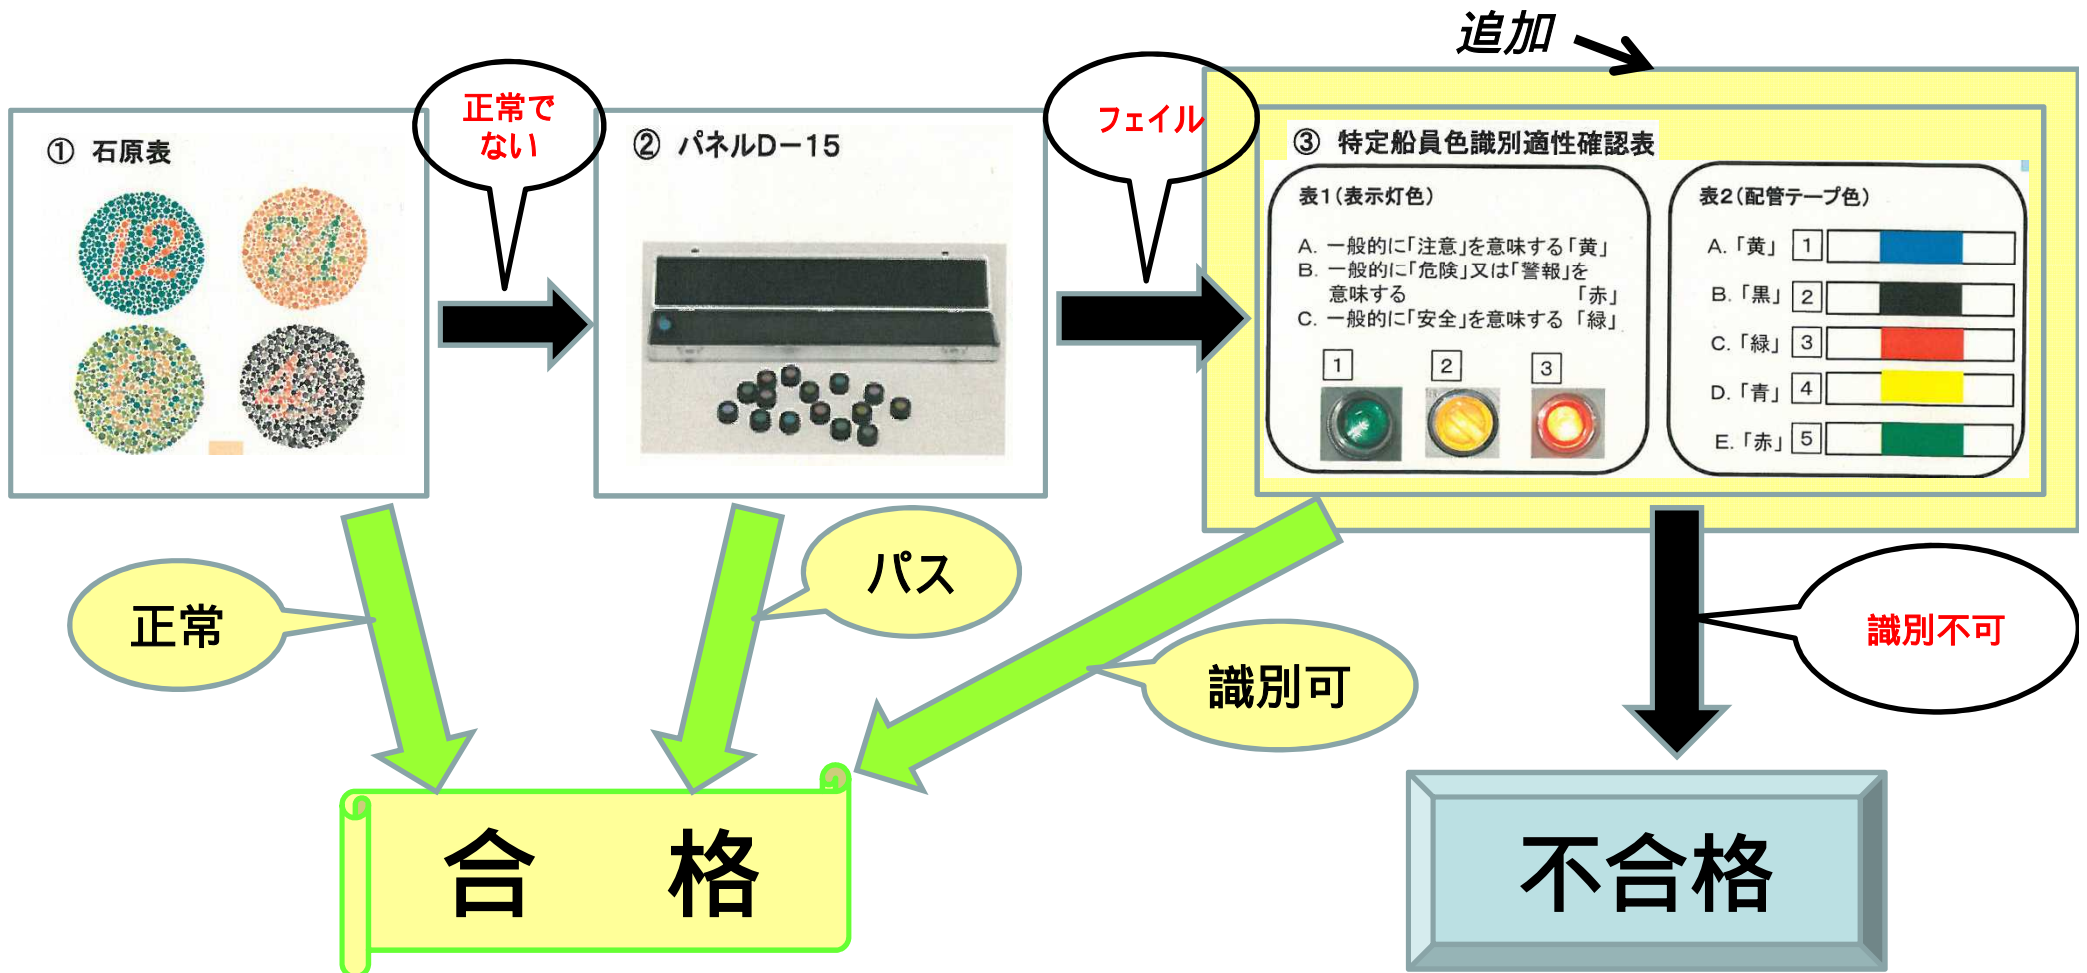 追加
① 石原表
12
74
6
42
正常で
ない
② パネルD－15
フェイル
③ 特定船員色識別適性確認表
表1(表示灯色)
A. 一般的に「注意」を意味する「黄」
B. 一般的に「危険」又は「警報」を
意味する 「赤」
C. 一般的に「安全」を意味する 「緑」
1 2 3
表2(配管テープ色)
A.「黄」 1
B.「黒」 2
C.「緑」 3
D.「青」 4
E.「赤」 5
正常
パス
識別可
識別不可
合 格
不合格